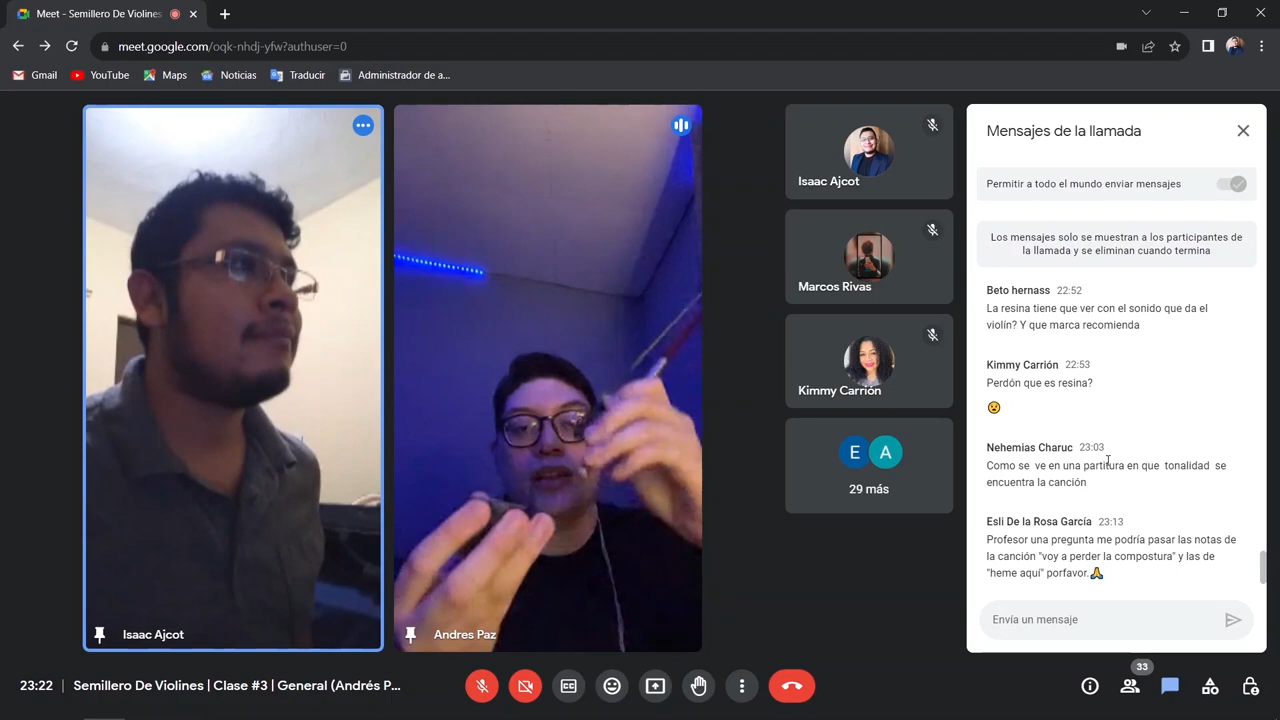 Meet - Semillero De Violines
meet.google.com/oqk-nhdj-yfw?authuser=0
Gmail
YouTube
Maps
Noticias
Traducir
Administrador de a...
Isaac Ajcot
Andres Paz
Isaac Ajcot
Marcos Rivas
Kimmy Carrión
E
A
29 más
Mensajes de la llamada
Permitir a todo el mundo enviar mensajes
Los mensajes solo se muestran a los participantes de
la llamada y se eliminan cuando termina
Beto hernass 22:52
La resina tiene que ver con el sonido que da el
violín? Y que marca recomienda
Kimmy Carrión 22:53
Perdón que es resina?
😮
Nehemias Charuc 23:03
Como se ve en una partitura en que tonalidad se
encuentra la canción
Esli De la Rosa García 23:13
Profesor una pregunta me podría pasar las notas de
la canción "voy a perder la compostura" y las de
"heme aquí" porfavor.🙏
Envía un mensaje
23:22 | Semillero De Violines | Clase #3 | General (Andrés P...
33